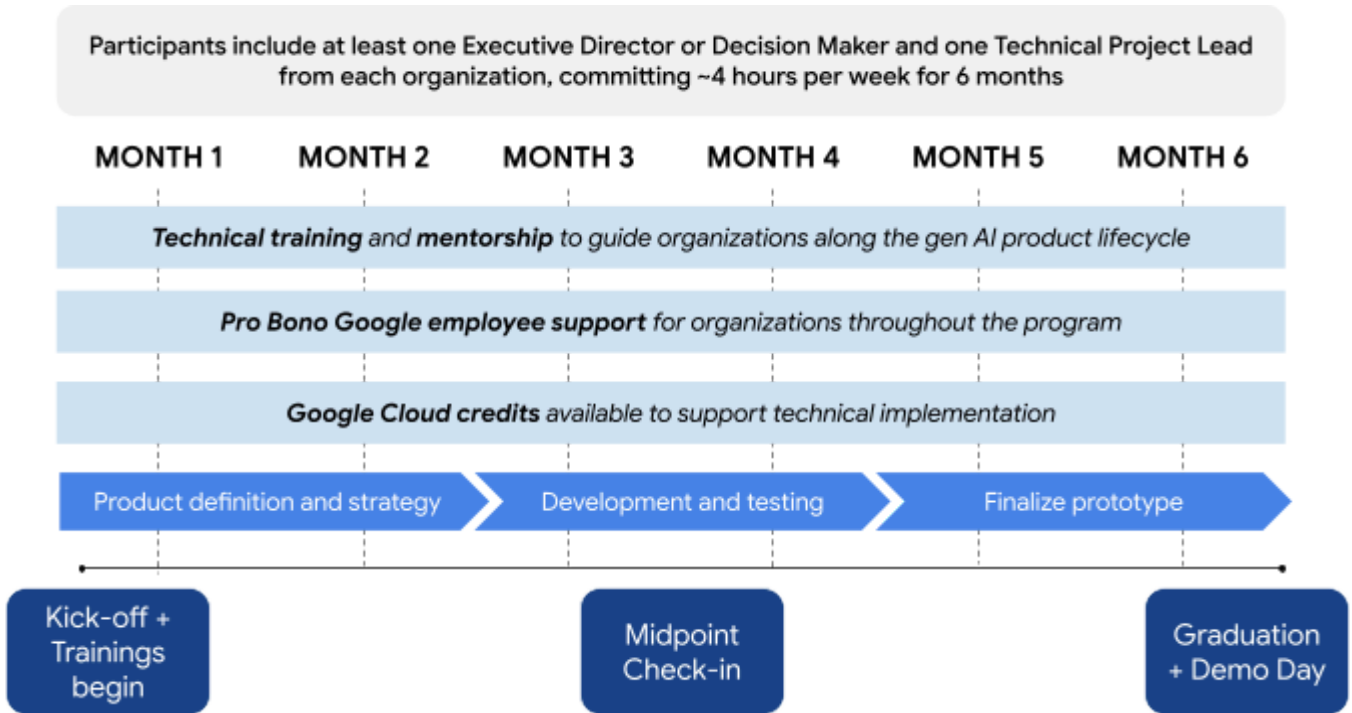 Participants include at least one Executive Director or Decision Maker and one Technical Project Lead
from each organization, committing ~4 hours per week for 6 months
MONTH 1
MONTH 2
MONTH 3
MONTH 4
MONTH 5
MONTH 6
Technical training and mentorship to guide organizations along the gen AI product lifecycle
Pro Bono Google employee support for organizations throughout the program
Google Cloud credits available to support technical implementation
Product definition and strategy
Development and testing
Finalize prototype
Kick-off +
Trainings
begin
Midpoint
Check-in
Graduation
+ Demo Day